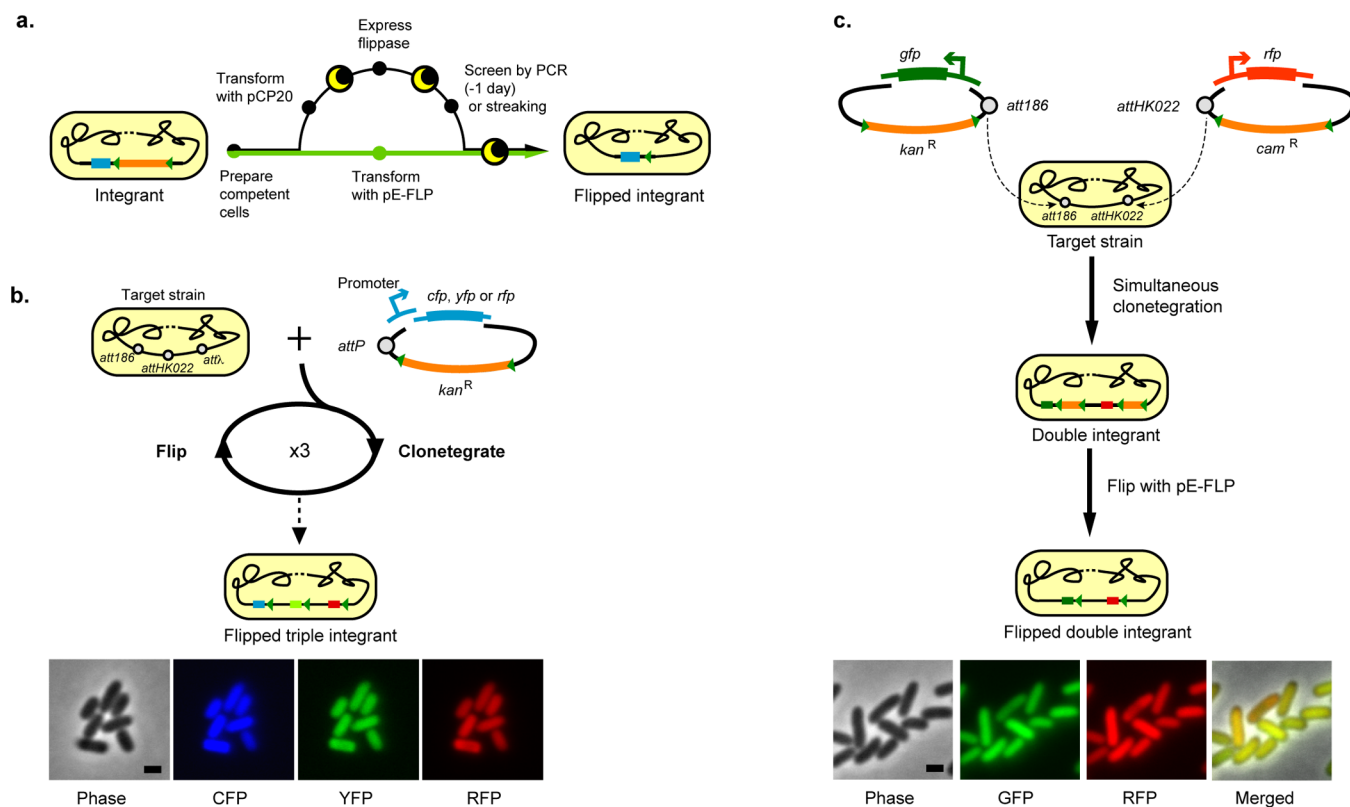 a.
Express
flippase
Transform
with pCP20
Screen by PCR
(-1 day)
or streaking
Integrant
Prepare
competent
cells
Transform
with pE-FLP
Flipped integrant
b.
Target strain
att186
attHK022
attλ
+
Promoter
cfp, yfp or rfp
attP
kan R
Flip
x3
Clonetegrate
Flipped triple integrant
Phase
CFP
YFP
RFP
c.
gfp
att186
kan R
rfp
attHK022
cam R
att186
attHK022
Target strain
Simultaneous
clonetegration
Double integrant
Flip with pE-FLP
Flipped double integrant
Phase
GFP
RFP
Merged